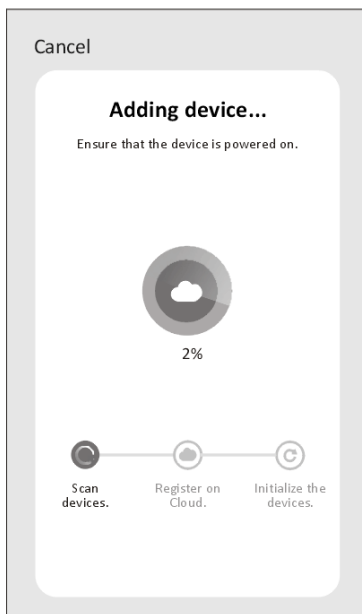 Cancel
Adding device...
Ensure that the device is powered on.
2%
Scan
devices.
Register on
Cloud.
Initialize the
devices.